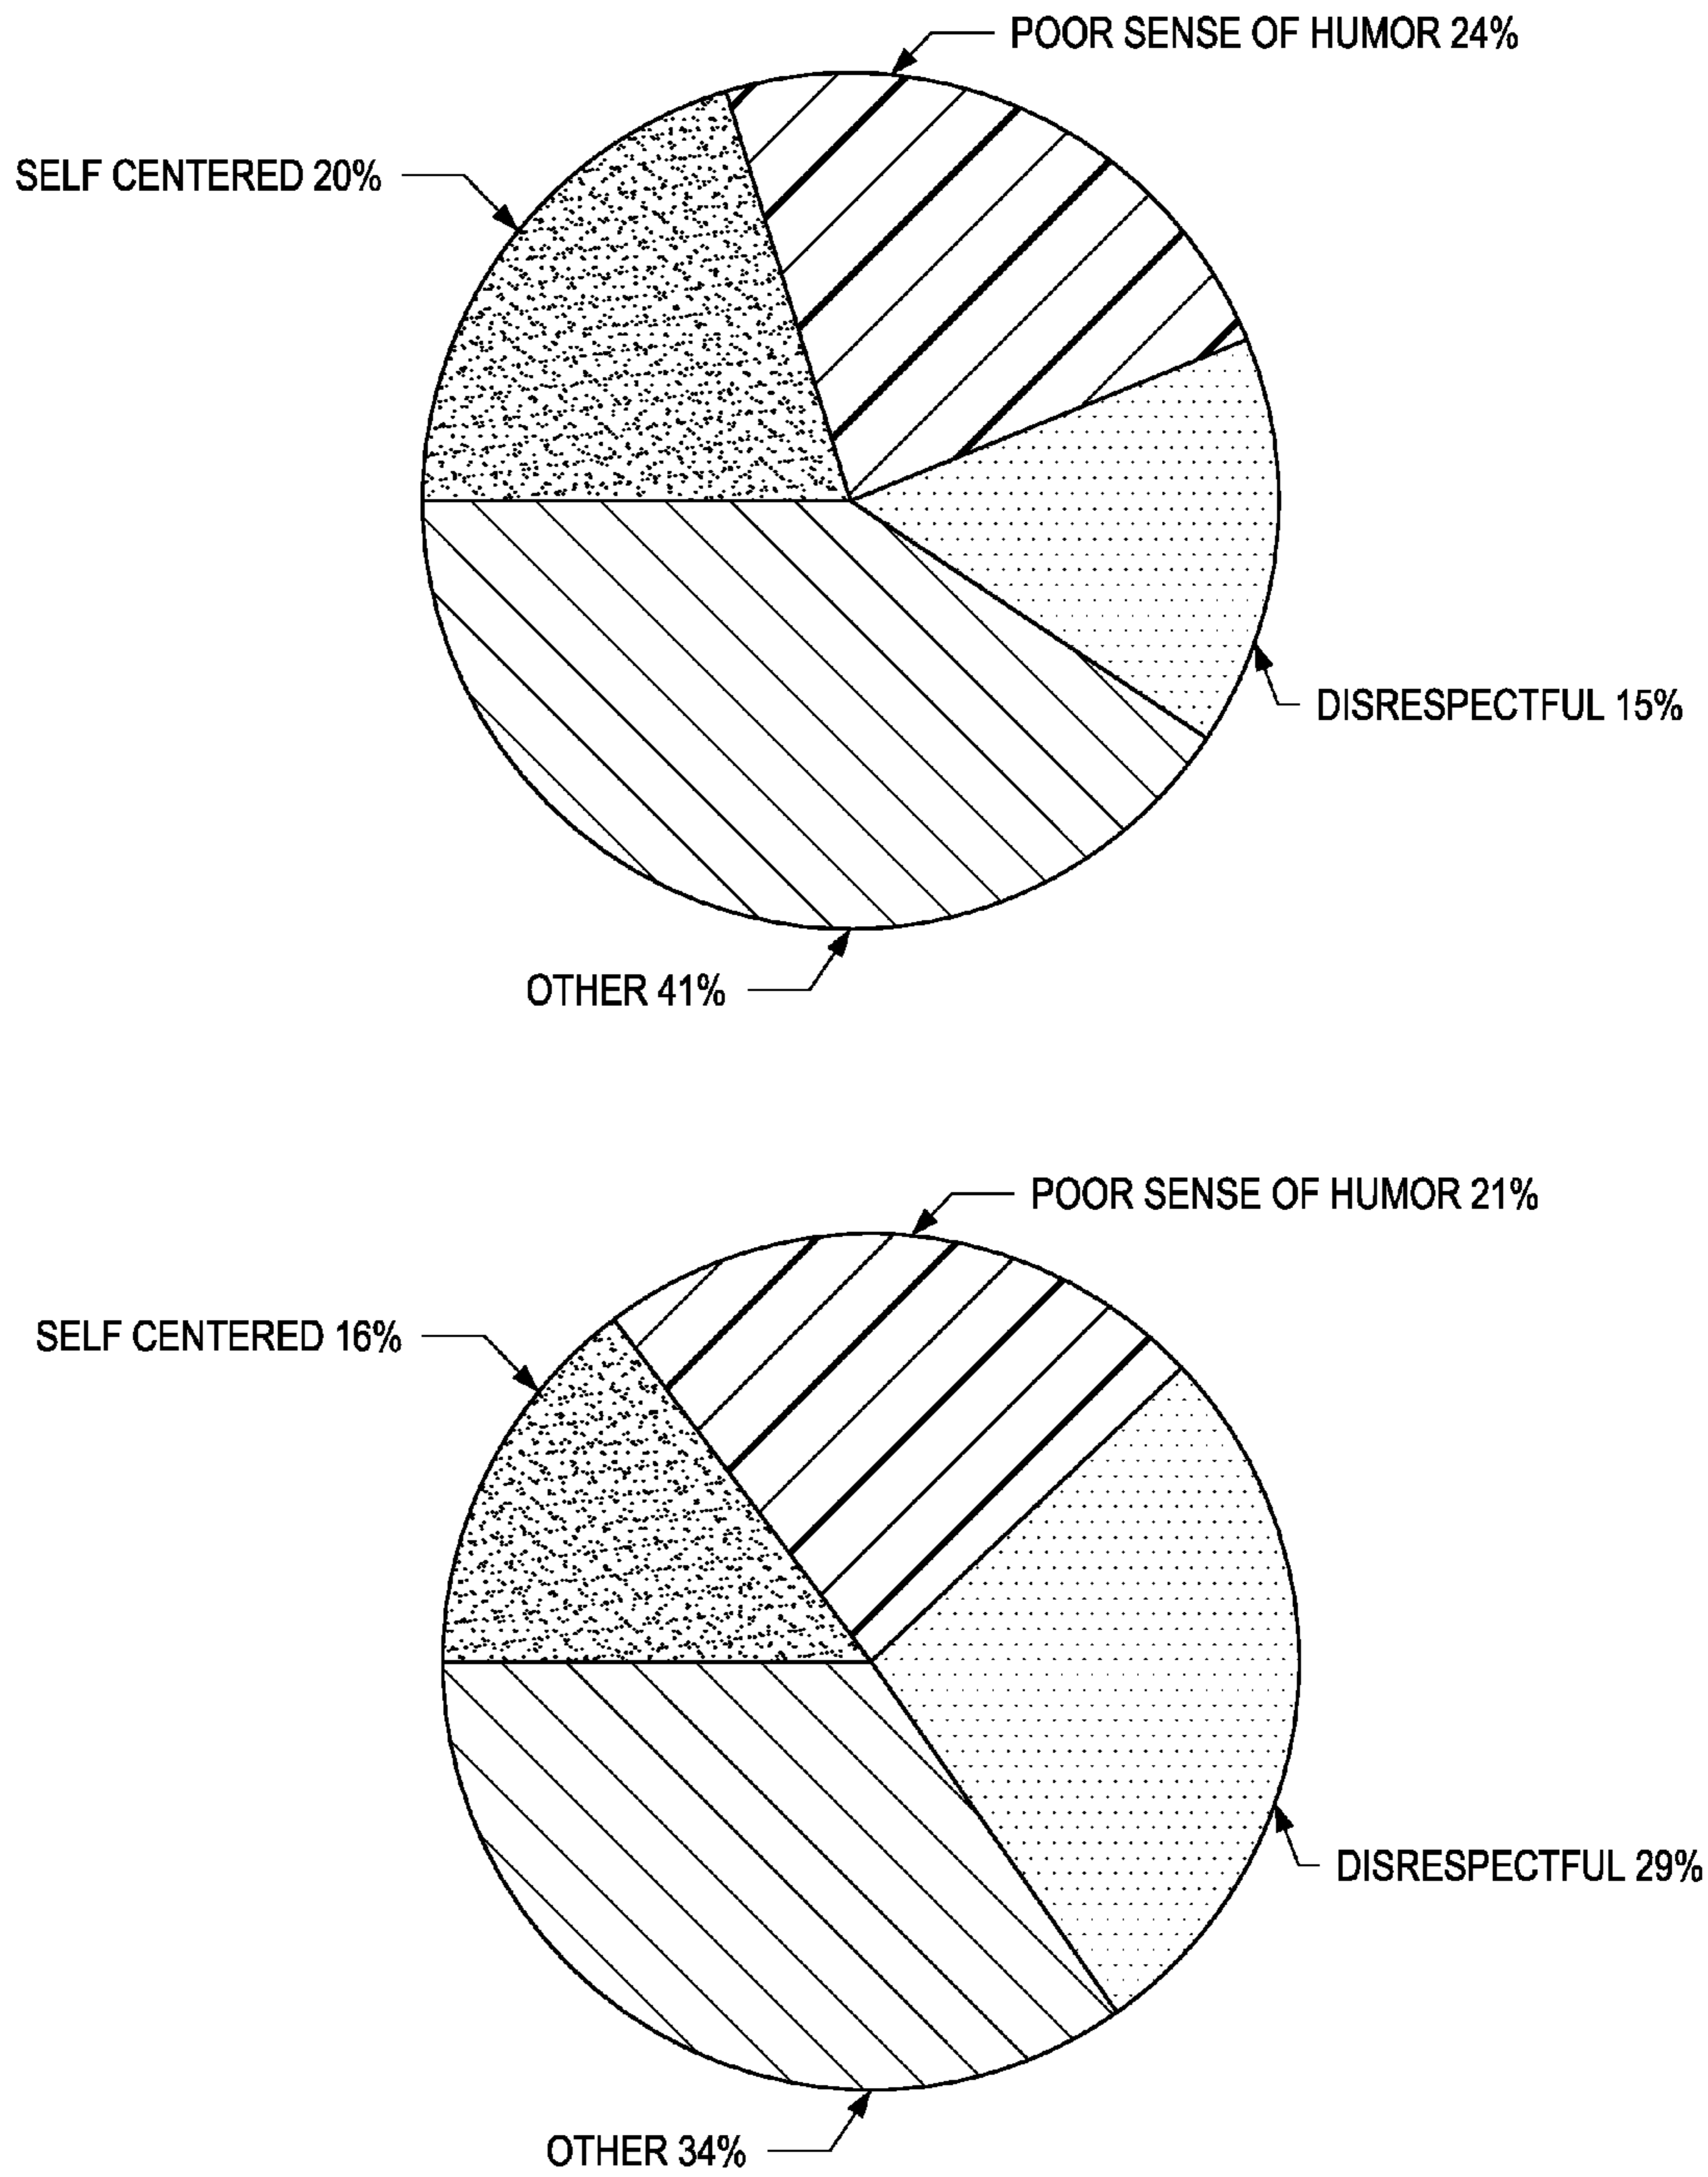 POOR SENSE OF HUMOR 24%
SELF CENTERED 20%
DISRESPECTFUL 15%
OTHER 41%
POOR SENSE OF HUMOR 21%
SELF CENTERED 16%
DISRESPECTFUL 29%
OTHER 34%